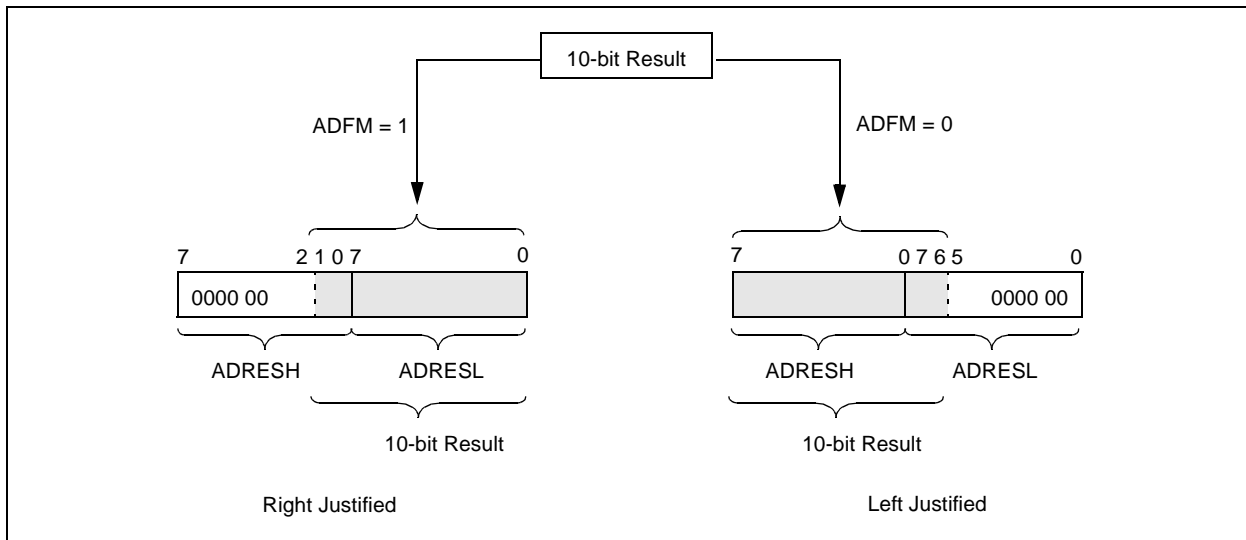 10-bit Result
ADFM = 1
ADFM = 0
7 2 1 0 7 0
7 0 7 6 5 0
0000 00
0000 00
ADRESH ADRESL
ADRESH ADRESL
10-bit Result
10-bit Result
Right Justified
Left Justified